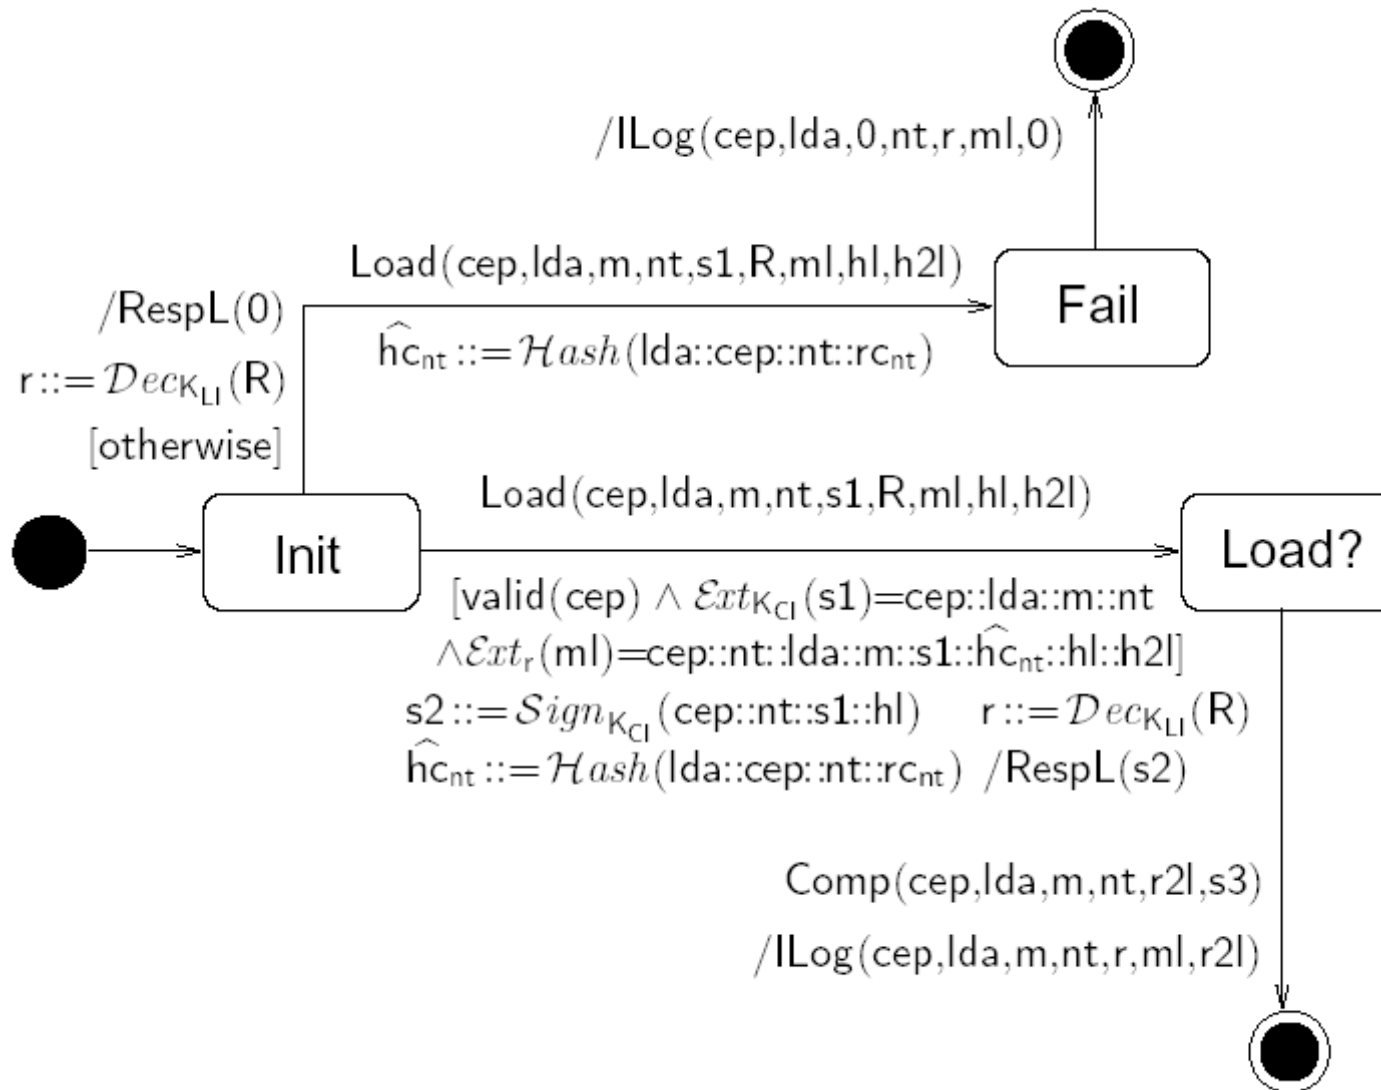 /ILog(cep,lda,0,nt,r,ml,0)
Load(cep,lda,m,nt,s1,R,ml,hl,h2l)
Fail
/RespL(0)
ĥc_nt ::= Hash(lda::cep::nt::rc_nt)
r ::= Dec_K_LI(R)
[otherwise]
Load(cep,lda,m,nt,s1,R,ml,hl,h2l)
Init
Load?
[valid(cep) ∧ Ext_K_CI(s1)=cep::lda::m::nt
∧Ext_r(ml)=cep::nt::lda::m::s1::ĥc_nt::hl::h2l]
s2 ::= Sign_K_CI(cep::nt::s1::hl) r ::= Dec_K_LI(R)
ĥc_nt ::= Hash(lda::cep::nt::rc_nt) /RespL(s2)
Comp(cep,lda,m,nt,r2l,s3)
/ILog(cep,lda,m,nt,r,ml,r2l)